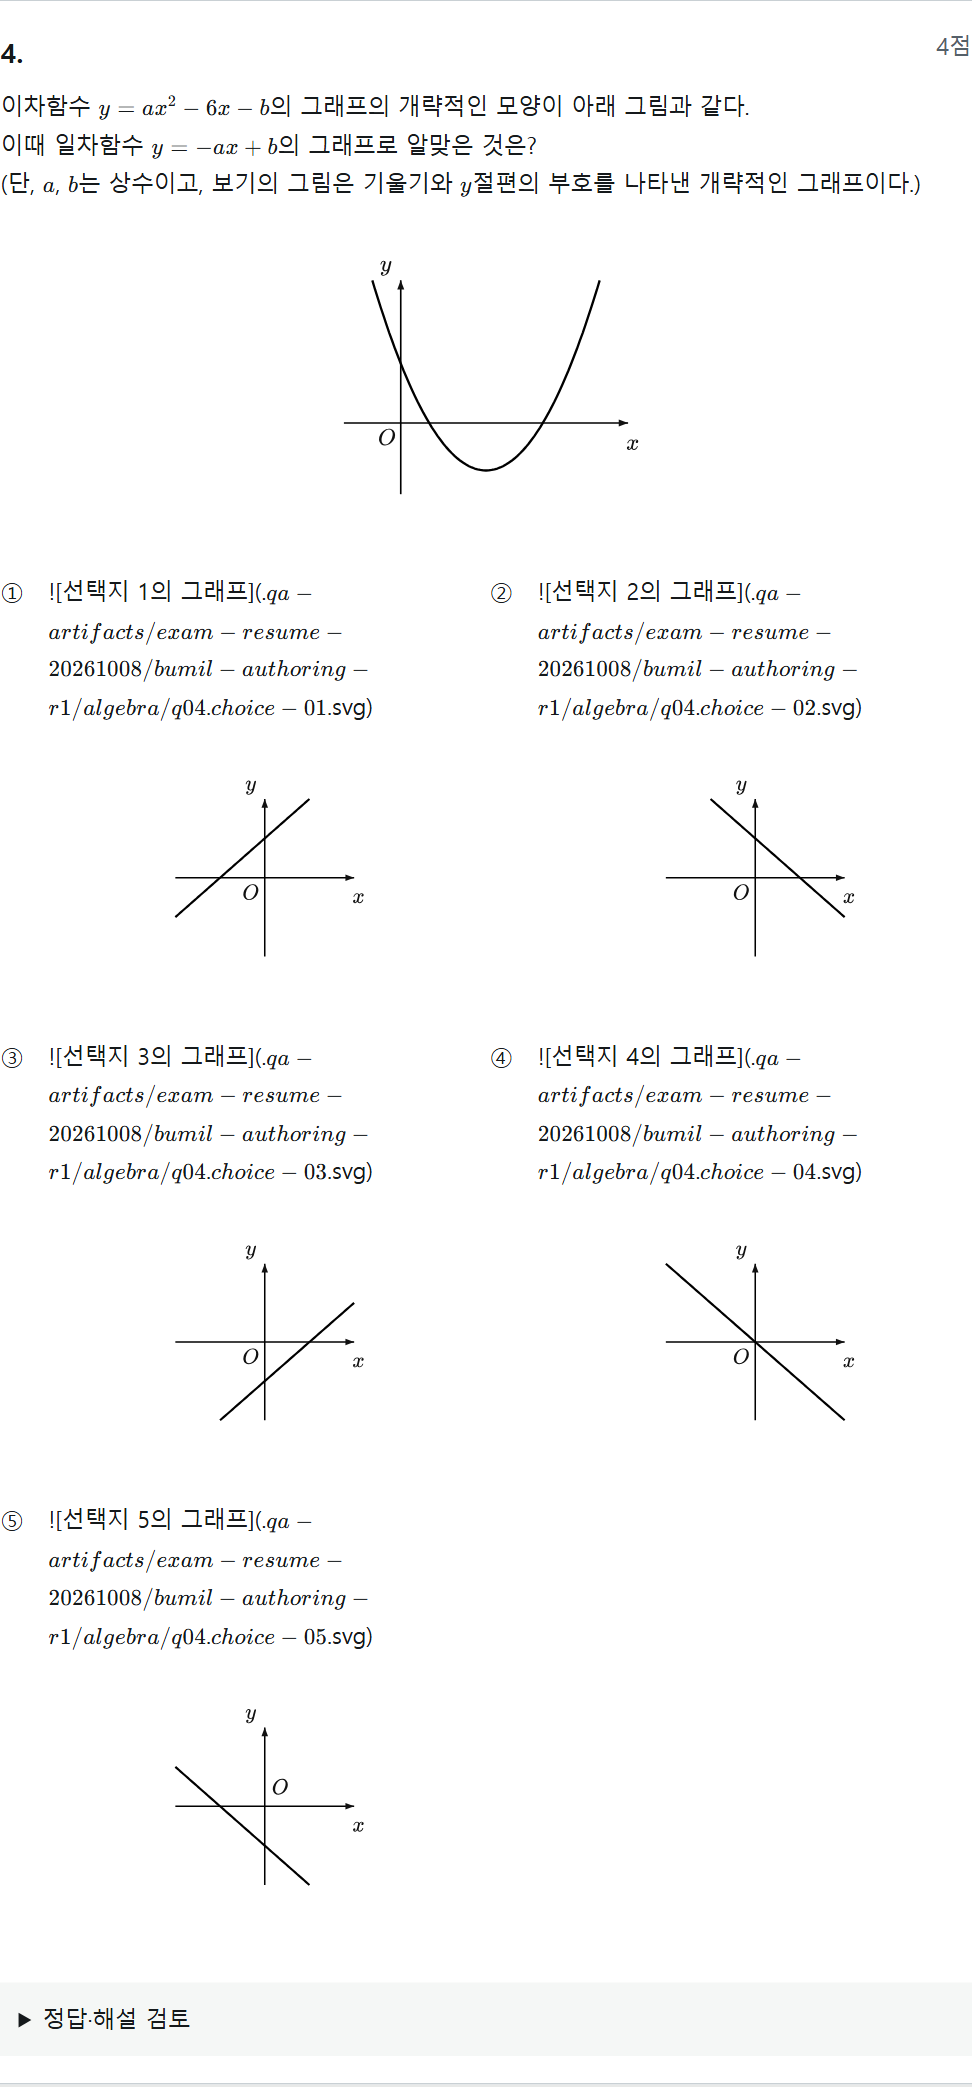 4.
4점
이차함수 y = ax² − 6x − b의 그래프의 개략적인 모양이 아래 그림과 같다.
이때 일차함수 y = −ax + b의 그래프로 알맞은 것은?
(단, a, b는 상수이고, 보기의 그림은 기울기와 y절편의 부호를 나타낸 개략적인 그래프이다.)
y
O
x
① ![선택지 1의 그래프](.qa −
artifacts/exam − resume −
20261008/bumil − authoring −
r1/algebra/q04.choice − 01.svg)
y
O
x
② ![선택지 2의 그래프](.qa −
artifacts/exam − resume −
20261008/bumil − authoring −
r1/algebra/q04.choice − 02.svg)
y
O
x
③ ![선택지 3의 그래프](.qa −
artifacts/exam − resume −
20261008/bumil − authoring −
r1/algebra/q04.choice − 03.svg)
y
O
x
④ ![선택지 4의 그래프](.qa −
artifacts/exam − resume −
20261008/bumil − authoring −
r1/algebra/q04.choice − 04.svg)
y
O
x
⑤ ![선택지 5의 그래프](.qa −
artifacts/exam − resume −
20261008/bumil − authoring −
r1/algebra/q04.choice − 05.svg)
y
O
x
▶ 정답·해설 검토